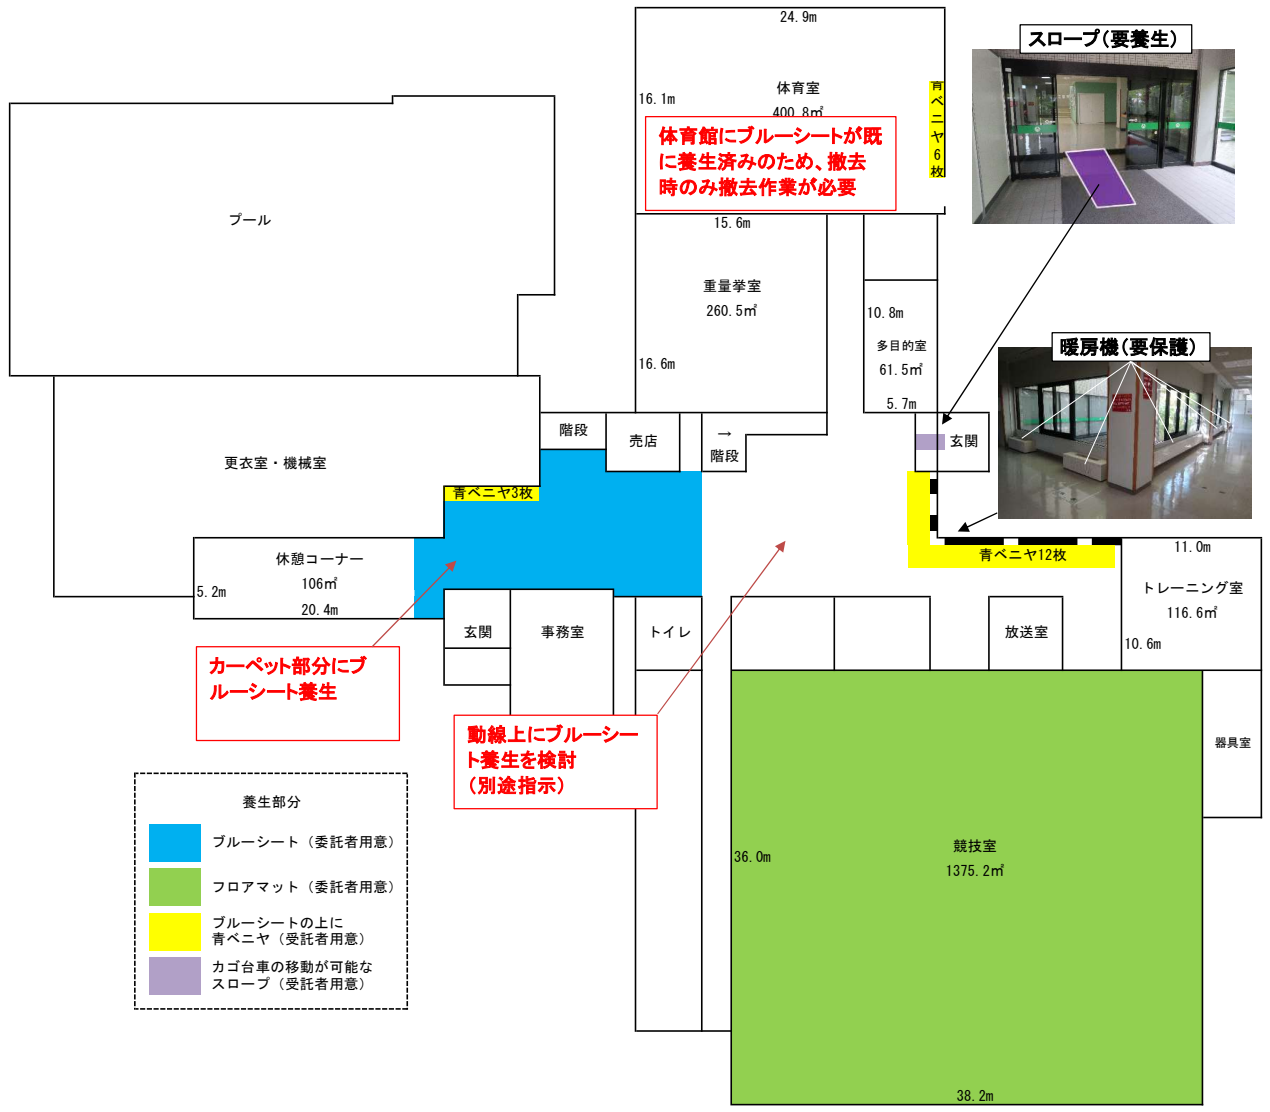 24.9m
スロープ（要養生）
16.1m
体育室
400.8㎡
青ベニヤ6枚
体育館にブルーシートが既
に養生済みのため、撤去
時のみ撤去作業が必要
プール
15.6m
重量挙室
260.5㎡
16.6m
10.8m
多目的室
61.5㎡
5.7m
暖房機（要保護）
階段
売店
→
階段
玄関
更衣室・機械室
青ベニヤ3枚
休憩コーナー
106㎡
5.2m
20.4m
青ベニヤ12枚
11.0m
トレーニング室
116.6㎡
10.6m
玄関
事務室
トイレ
放送室
カーペット部分にブ
ルーシート養生
動線上にブルーシー
ト養生を検討
（別途指示）
器具室
養生部分
ブルーシート（委託者用意）
フロアマット（委託者用意）
ブルーシートの上に
青ベニヤ（受託者用意）
カゴ台車の移動が可能な
スロープ（受託者用意）
36.0m
競技室
1375.2㎡
38.2m